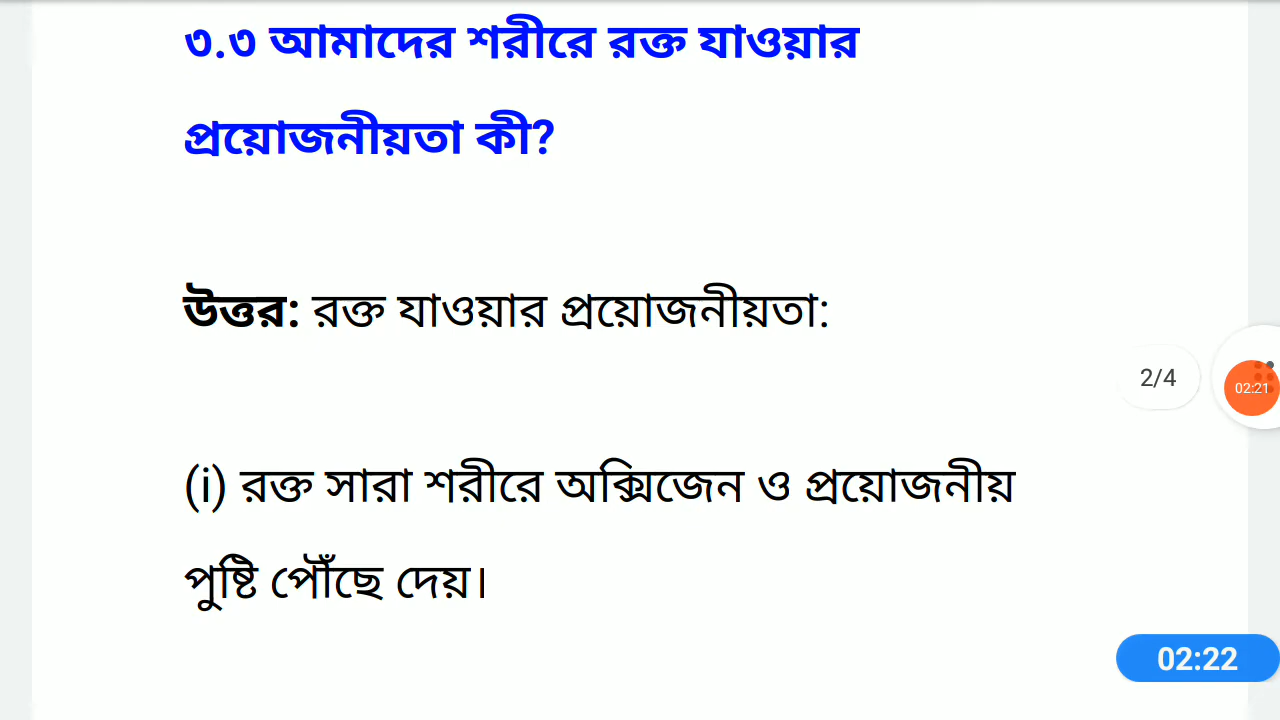 ৩.৩ আমাদের শরীরে রক্ত যাওয়ার
প্রয়োজনীয়তা কী?
উত্তর: রক্ত যাওয়ার প্রয়োজনীয়তা:
2/4
02:21
(i) রক্ত সারা শরীরে অক্সিজেন ও প্রয়োজনীয়
পুষ্টি পৌঁছে দেয়।
02:22